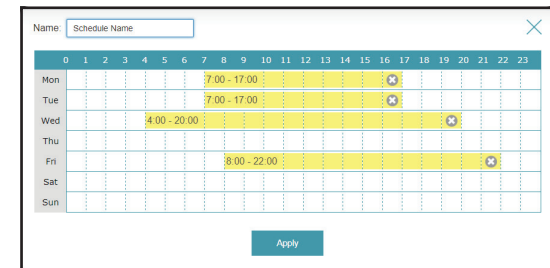 Name: Schedule Name
0 1 2 3 4 5 6 7 8 9 10 11 12 13 14 15 16 17 18 19 20 21 22 23
Mon 7:00 - 17:00
Tue 7:00 - 17:00
Wed 4:00 - 20:00
Thu
Fri 8:00 - 22:00
Sat
Sun
Apply